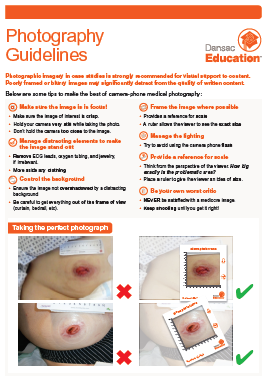 Photography
Guidelines
Dansac
Education
Photographic imagery in case studies is strongly recommended for visual support to content.
Poorly framed or blurry images may significantly detract from the quality of written content.
Below are some tips to make the best of camera-phone medical photography:
Make sure the image is in focus!
• Make sure the image of interest is crisp.
• Hold your camera very still while taking the photo.
• Don't hold the camera too close to the image.
Manage distracting elements to make
the image stand out
• Remove ECG leads, oxygen tubing, and jewelry,
if irrelevant.
• Move aside any clothing
Control the background
• Ensure the image not overshadowed by a distracting
background
• Be careful to get everything out of the frame of view
(curtain, bedrail, etc).
Frame the image where possible
• Provides a reference for scale
• A ruler allows the viewer to see the exact size
Manage the lighting
• Try to avoid using the camera phone flash
Provide a reference for scale
• Think from the perspective of the viewer. How big
exactly is the problematic area?
• Place a ruler to give the viewer an idea of size.
Be your own worst critic
• NEVER be satisfied with a mediocre image.
• Keep shooting until you get it right!
Taking the perfect photograph